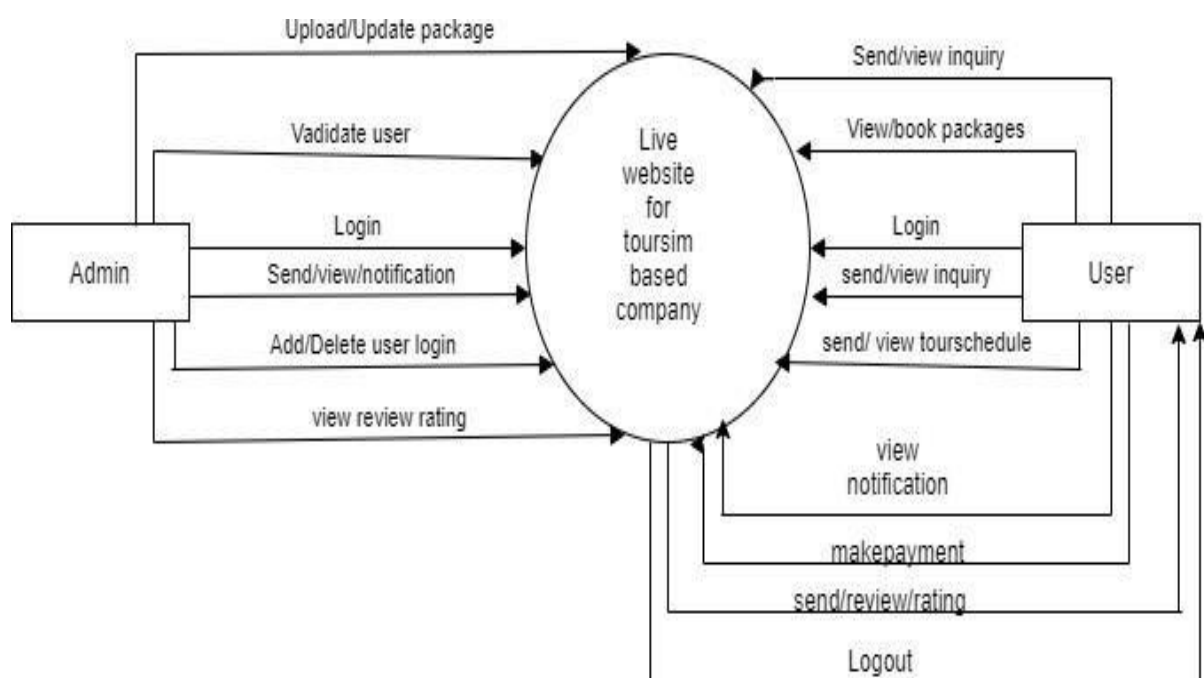 Upload/Update package
Send/view inquiry
Vadidate user
View/book packages
Live
website
for
toursim
based
company
Login
Login
Admin
User
Send/view/notification
send/view inquiry
Add/Delete user login
send/ view tourschedule
view review rating
view
notification
makepayment
send/review/rating
Logout